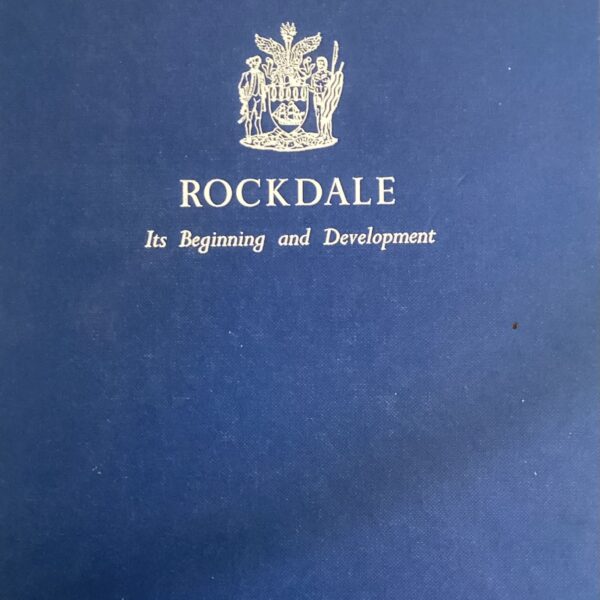 ROCKDALE
Its Beginning and Development